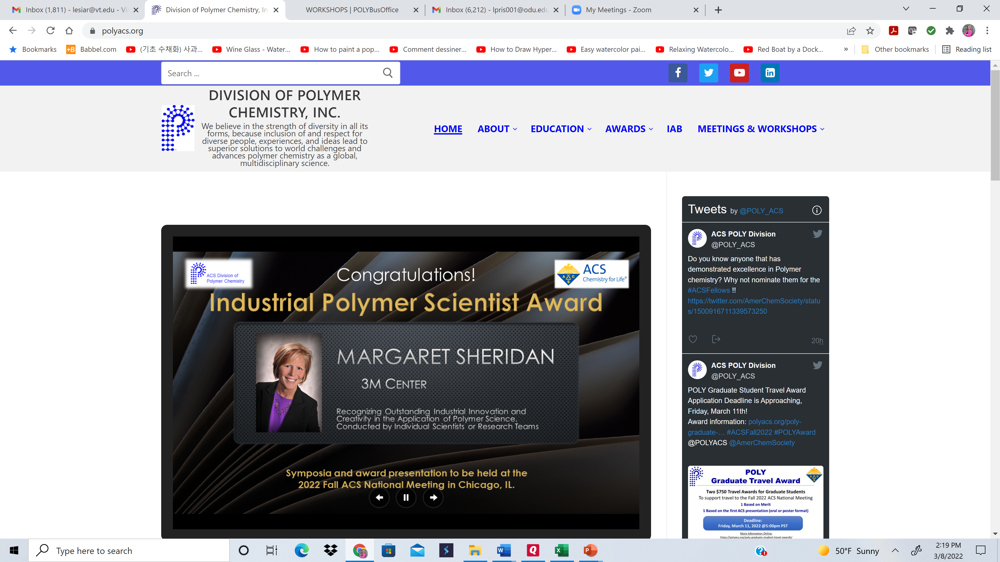 Inbox (1,811) - lesiar@vt.edu - Vi
Division of Polymer Chemistry, In
WORKSHOPS | POLYBusOffice
Inbox (6,212) - lpris001@odu.edu
My Meetings - Zoom
polyacs.org
Bookmarks
Babbel.com
(기초 수채화) 사과...
Wine Glass - Water...
How to paint a pop...
Comment dessiner...
How to Draw Hyper...
Easy watercolor pai...
Relaxing Watercolo...
Red Boat by a Dock...
»
Other bookmarks
Reading list
Search ...
DIVISION OF POLYMER
CHEMISTRY, INC.
We believe in the strength of diversity in all its
forms, because inclusion of and respect for
diverse people, experiences, and ideas lead to
superior solutions to world challenges and
advances polymer chemistry as a global,
multidisciplinary science.
HOME
ABOUT
EDUCATION
AWARDS
IAB
MEETINGS & WORKSHOPS
ACS Division of
Polymer Chemistry
Congratulations!
ACS
Chemistry for Life®
Industrial Polymer Scientist Award
MARGARET SHERIDAN
3M CENTER
Recognizing Outstanding Industrial Innovation and
Creativity in the Application of Polymer Science,
Conducted by Individual Scientists or Research Teams
Symposia and award presentation to be held at the
2022 Fall ACS National Meeting in Chicago, IL.
Tweets by @POLY_ACS
ACS POLY Division
@POLY_ACS
Do you know anyone that has
demonstrated excellence in Polymer
chemistry? Why not nominate them for the
#ACSFellows !!
https://twitter.com/AmerChemSociety/statu
s/1500916711339573250
20h
ACS POLY Division
@POLY_ACS
POLY Graduate Student Travel Award
Application Deadline is Approaching,
Friday, March 11th!
Award information: polyacs.org/poly-
graduate-... #ACSFall2022 #POLYAward
@POLYACS @AmerChemSociety
POLY
Graduate Travel Award
Two $750 Travel Awards for Graduate Students
To support travel to the Fall 2022 ACS National Meeting
1 Based on Merit
1 Based on the first ACS presentation (oral or poster format)
Deadline:
Friday, March 11, 2022 @5:00pm PST
More Information Online:
https://polyacs.org/poly-graduate-student-travel-awards/
Type here to search
50°F Sunny
2:19 PM
3/8/2022